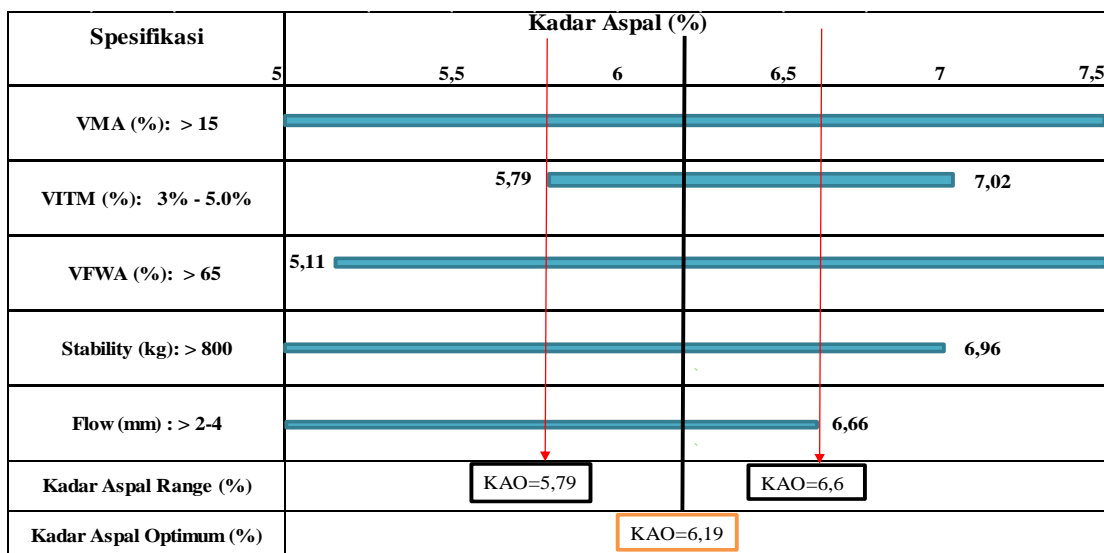 Spesifikasi
Kadar Aspal (%)
5 5,5 6 6,5 7 7,5
VMA (%): > 15
VITM (%): 3% - 5.0%
5,79 7,02
VFWA (%): > 65
5,11
Stability (kg): > 800
6,96
Flow (mm) : > 2-4
6,66
Kadar Aspal Range (%)
KAO=5,79 KAO=6,6
Kadar Aspal Optimum (%)
KAO=6,19